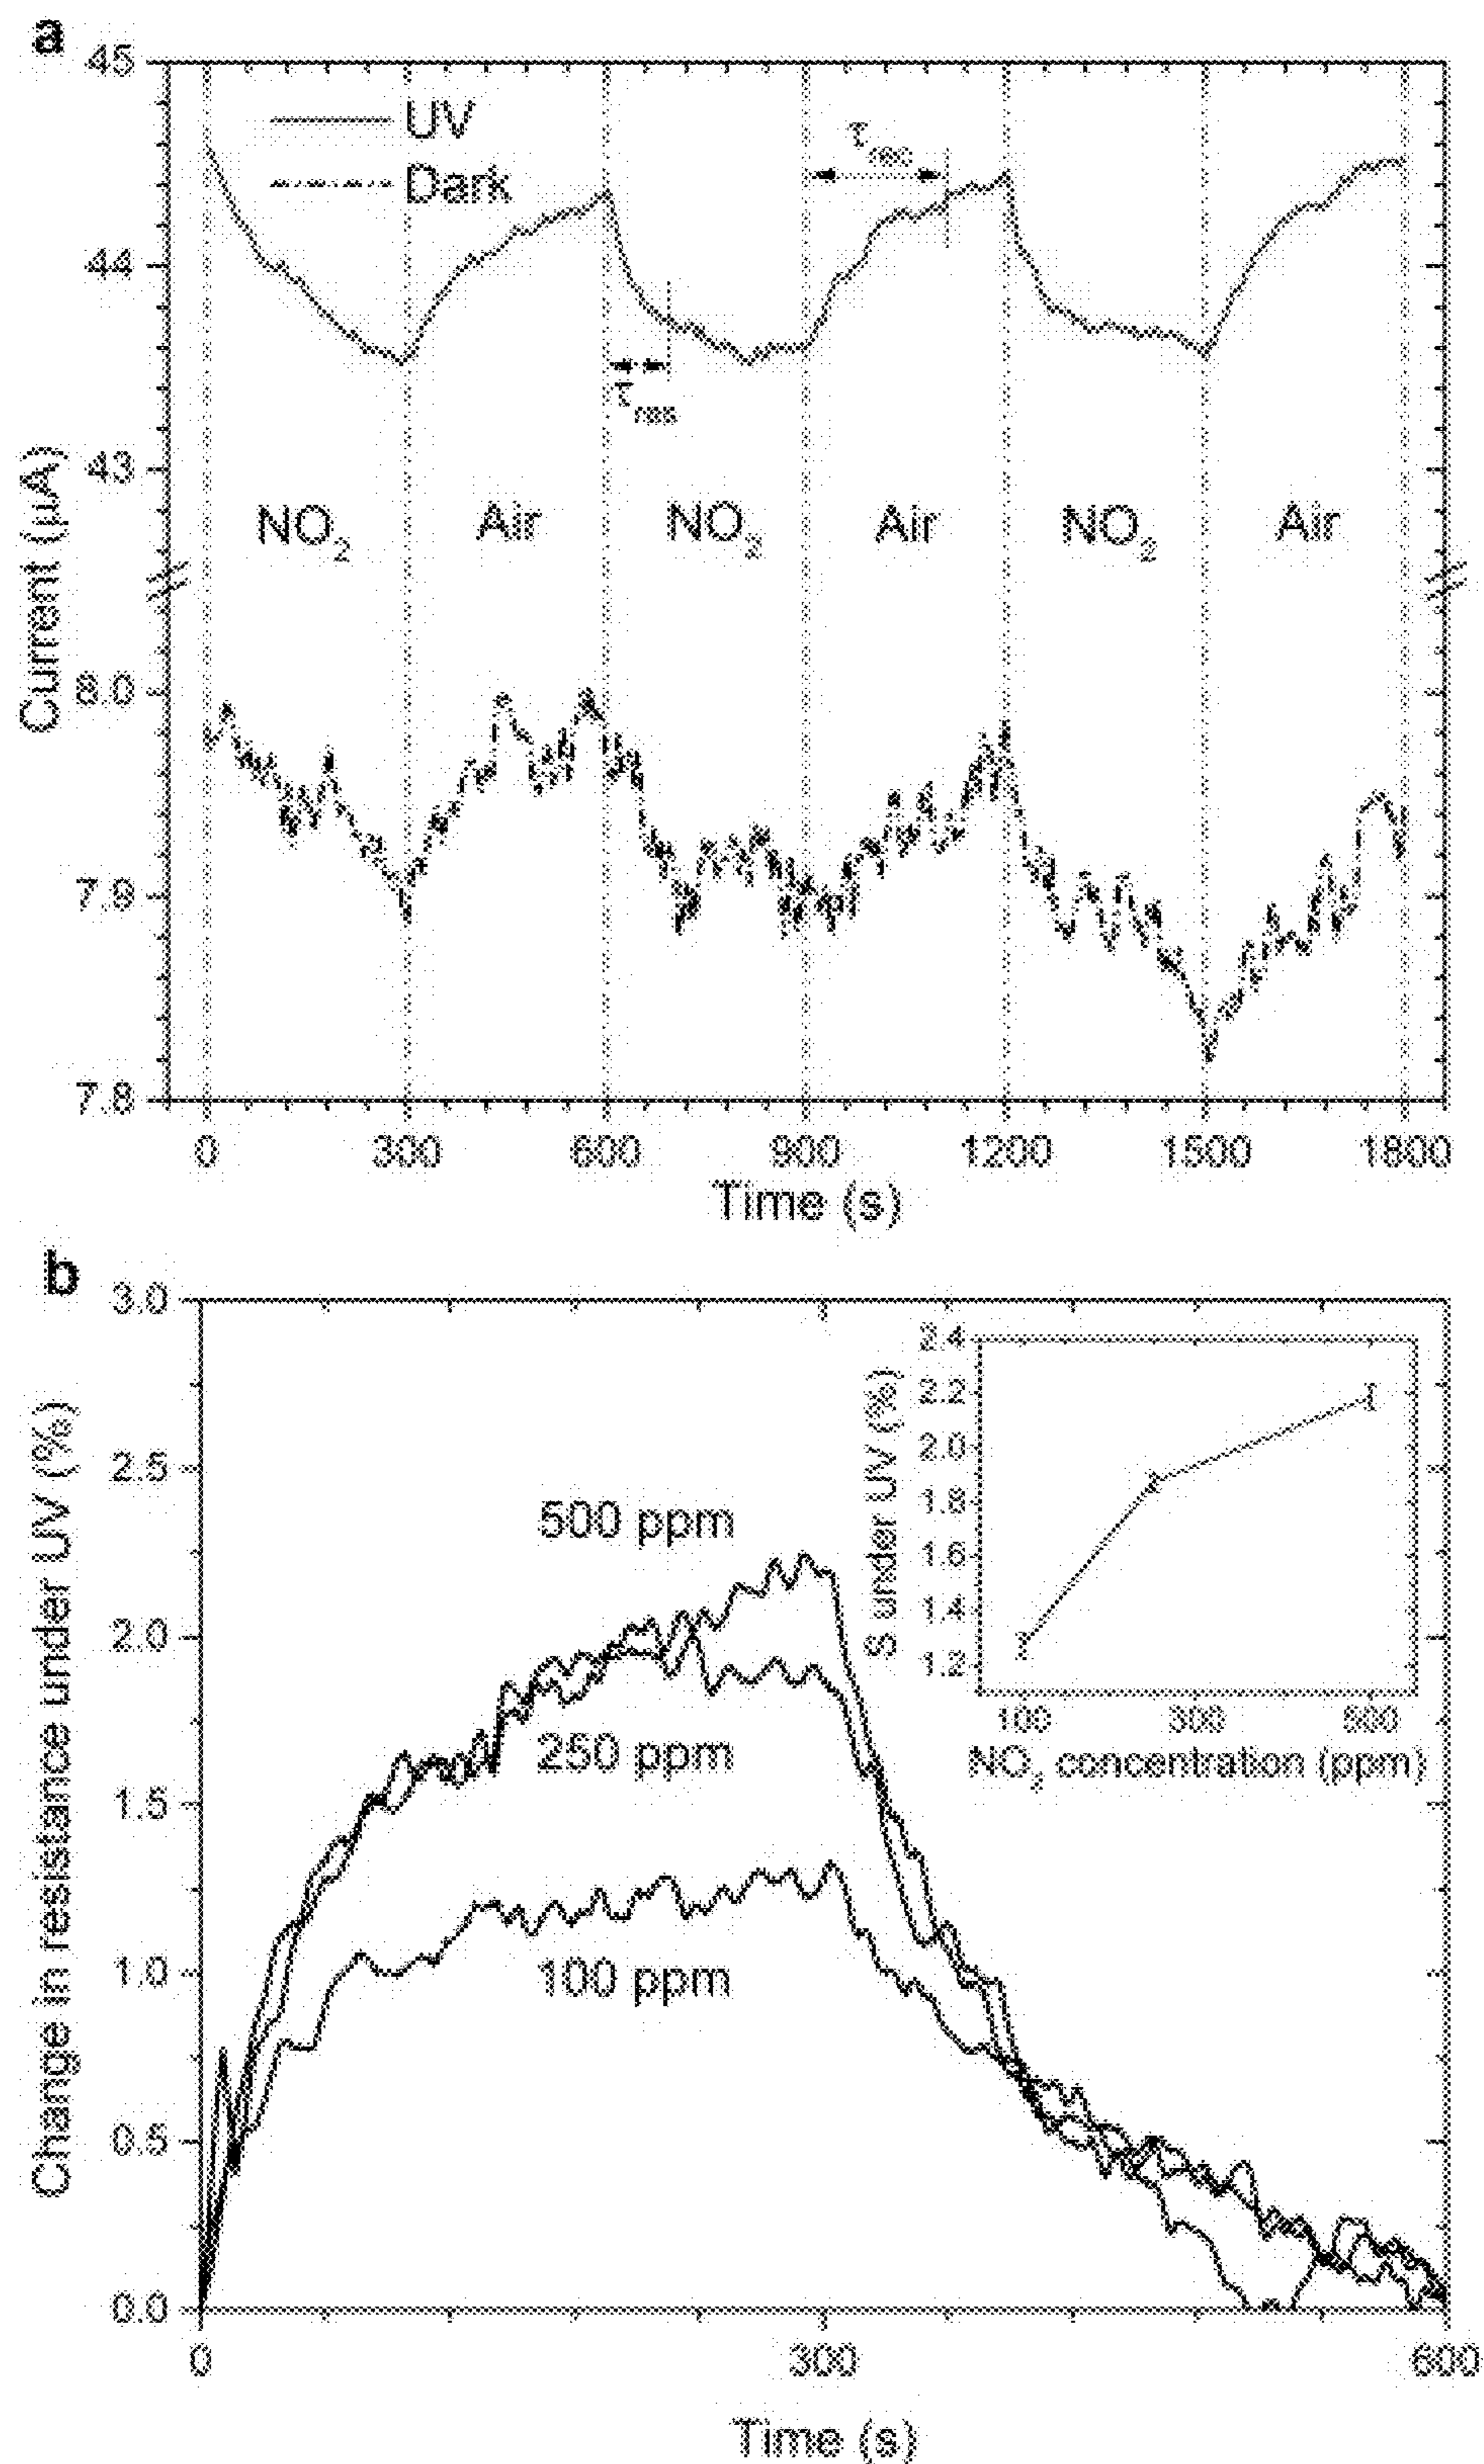 a
45
44
43
8.0
7.9
7.8
Current (μA)
UV
Dark
τrec
τres
NO2
Air
NO2
Air
NO2
Air
0 300 600 900 1200 1500 1800
Time (s)
b
3.0
2.5
2.0
1.5
1.0
0.5
0.0
Change in resistance under UV (%)
500 ppm
250 ppm
100 ppm
2.4
2.2
2.0
1.8
1.6
1.4
1.2
S under UV (%)
100 300 500
NO2 concentration (ppm)
0 300 600
Time (s)